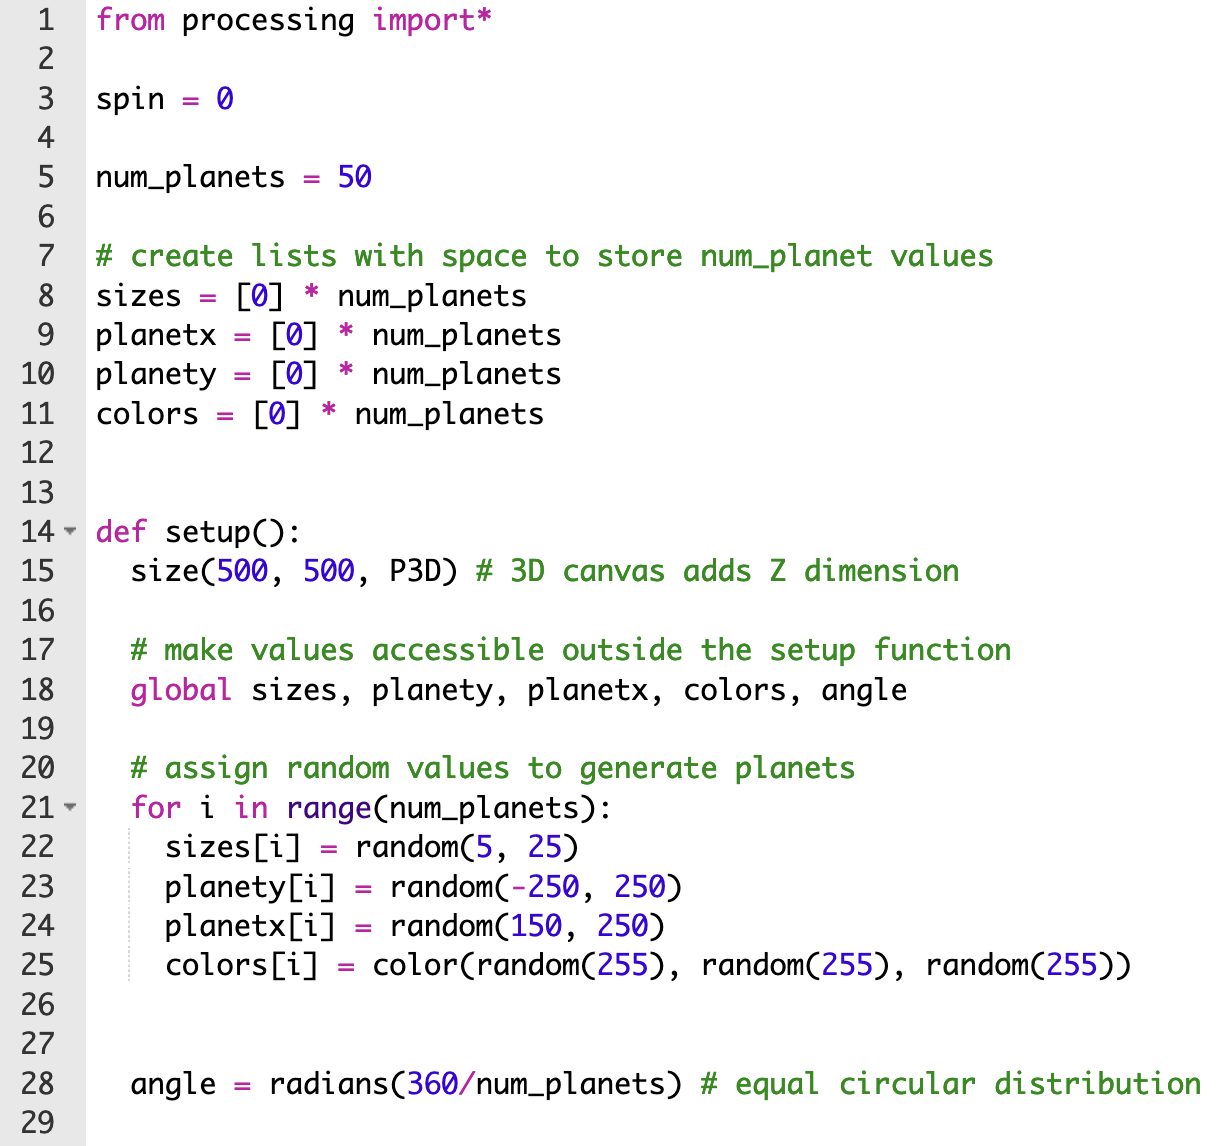 1 from processing import*
2
3 spin = 0
4
5 num_planets = 50
6
7 # create lists with space to store num_planet values
8 sizes = [0] * num_planets
9 planetx = [0] * num_planets
10 planety = [0] * num_planets
11 colors = [0] * num_planets
12
13
14 def setup():
15   size(500, 500, P3D) # 3D canvas adds Z dimension
16
17   # make values accessible outside the setup function
18   global sizes, planety, planetx, colors, angle
19
20   # assign random values to generate planets
21   for i in range(num_planets):
22     sizes[i] = random(5, 25)
23     planety[i] = random(-250, 250)
24     planetx[i] = random(150, 250)
25     colors[i] = color(random(255), random(255), random(255))
26
27
28   angle = radians(360/num_planets) # equal circular distribution
29